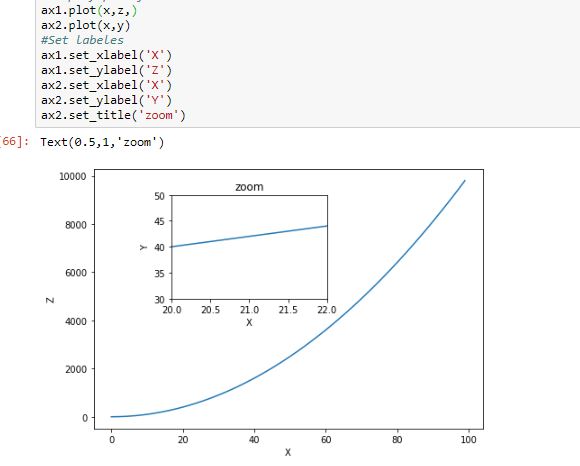 ax1.plot(x,z,)
ax2.plot(x,y)
#Set labeles
ax1.set_xlabel('X')
ax1.set_ylabel('Z')
ax2.set_xlabel('X')
ax2.set_ylabel('Y')
ax2.set_title('zoom')
[66]: Text(0.5,1,'zoom')
10000
8000
6000
4000
2000
0
Z
zoom
50
45
40
35
30
Y
20.0 20.5 21.0 21.5 22.0
X
0 20 40 60 80 100
X